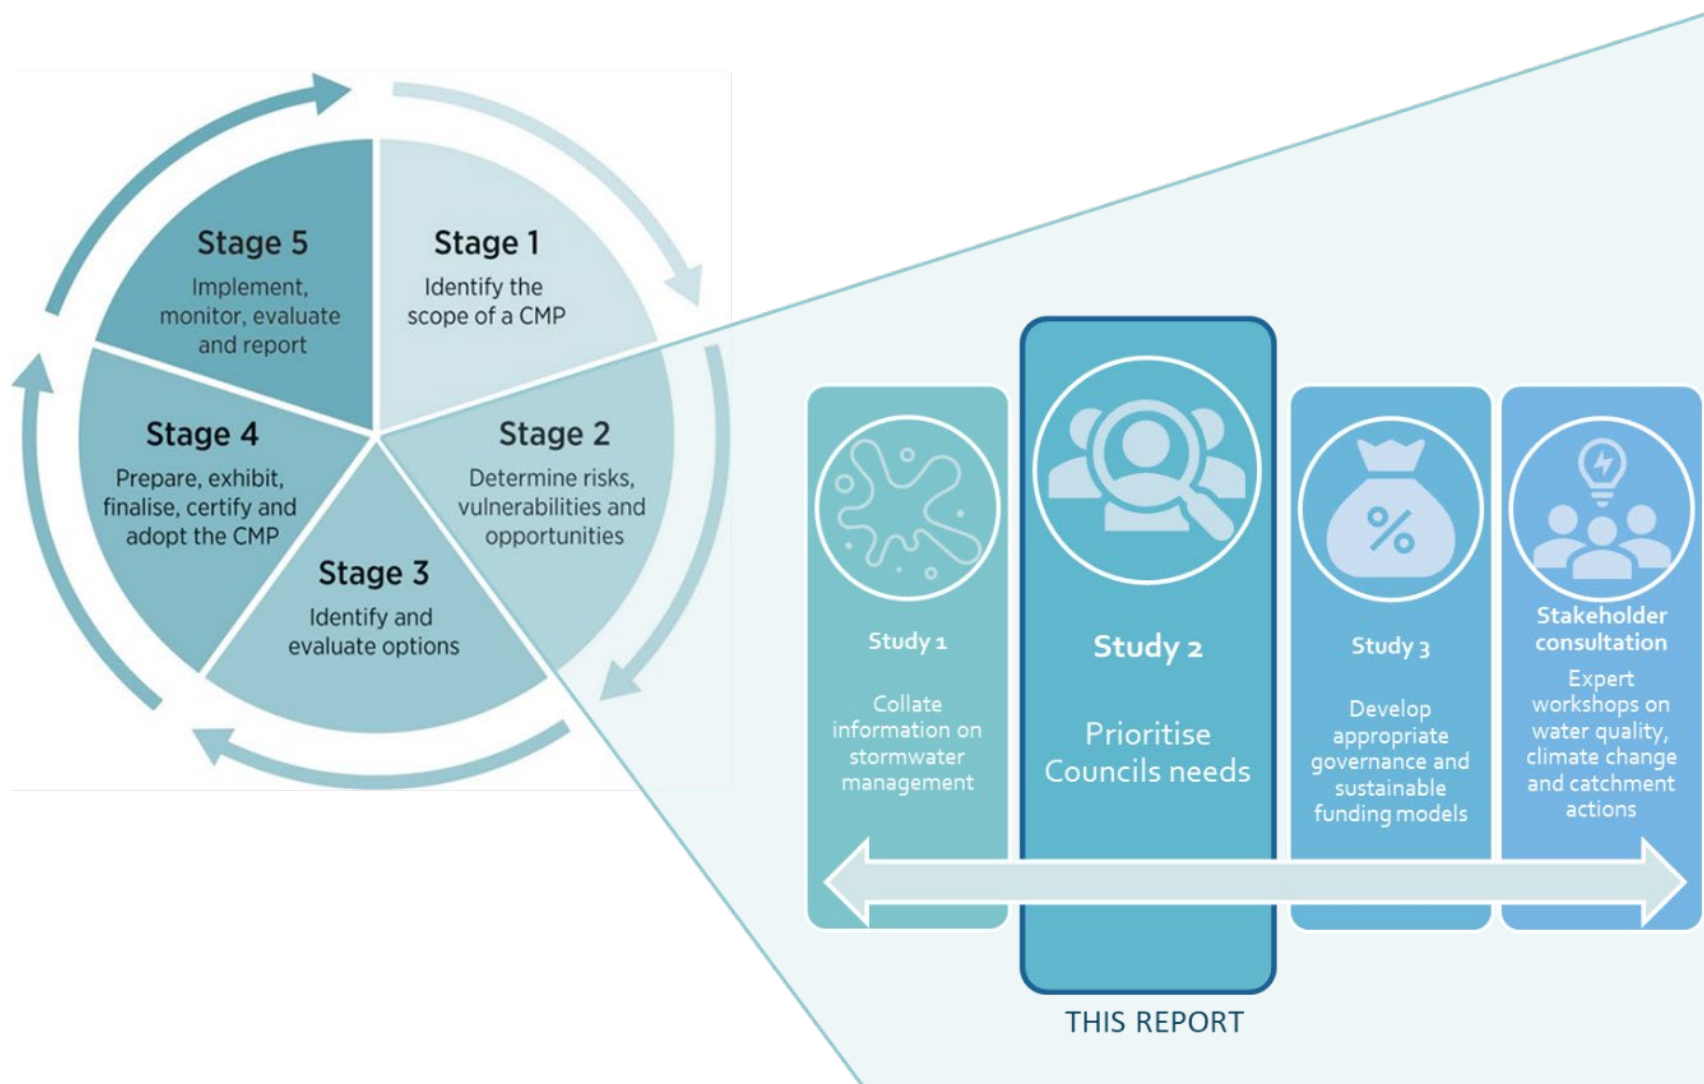 Stage 1
Identify the
scope of a CMP
Stage 2
Determine risks,
vulnerabilities and
opportunities
Stage 3
Identify and
evaluate options
Stage 4
Prepare, exhibit,
finalise, certify and
adopt the CMP
Stage 5
Implement,
monitor, evaluate
and report
Study 1
Collate
information on
stormwater
management
Study 2
Prioritise
Councils needs
%
Study 3
Develop
appropriate
governance and
sustainable
funding models
Stakeholder
consultation
Expert
workshops on
water quality,
climate change
and catchment
actions
THIS REPORT